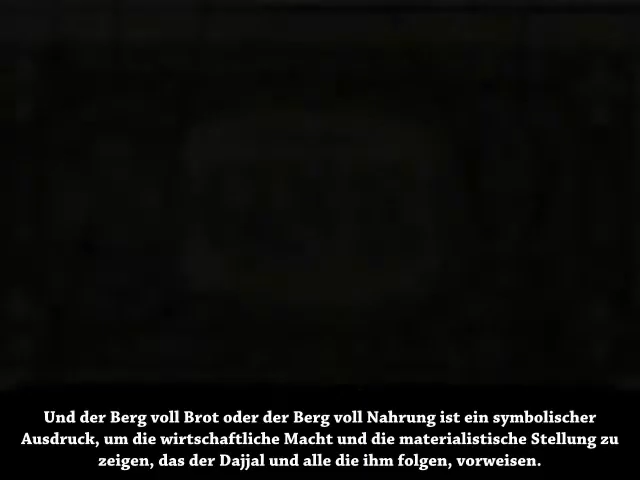 Und der Berg voll Brot oder der Berg voll Nahrung ist ein symbolischer
Ausdruck, um die wirtschaftliche Macht und die materialistische Stellung zu
zeigen, das der Dajjal und alle die ihm folgen, vorweisen.